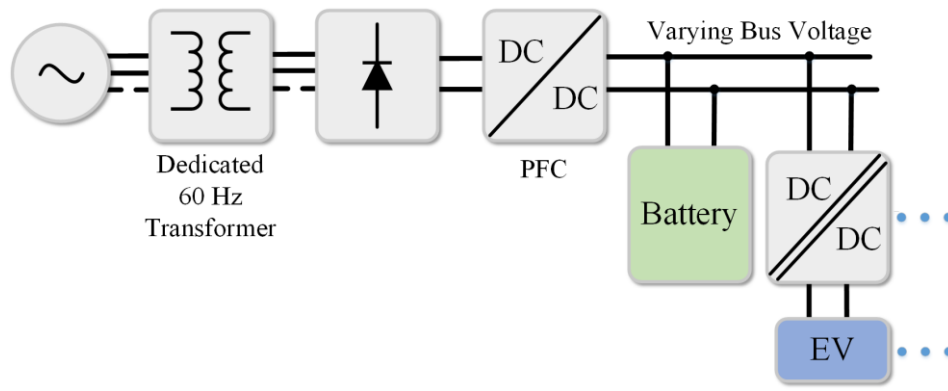 Varying Bus Voltage
DC
DC
Dedicated
60 Hz
Transformer
PFC
Battery
DC
DC
EV